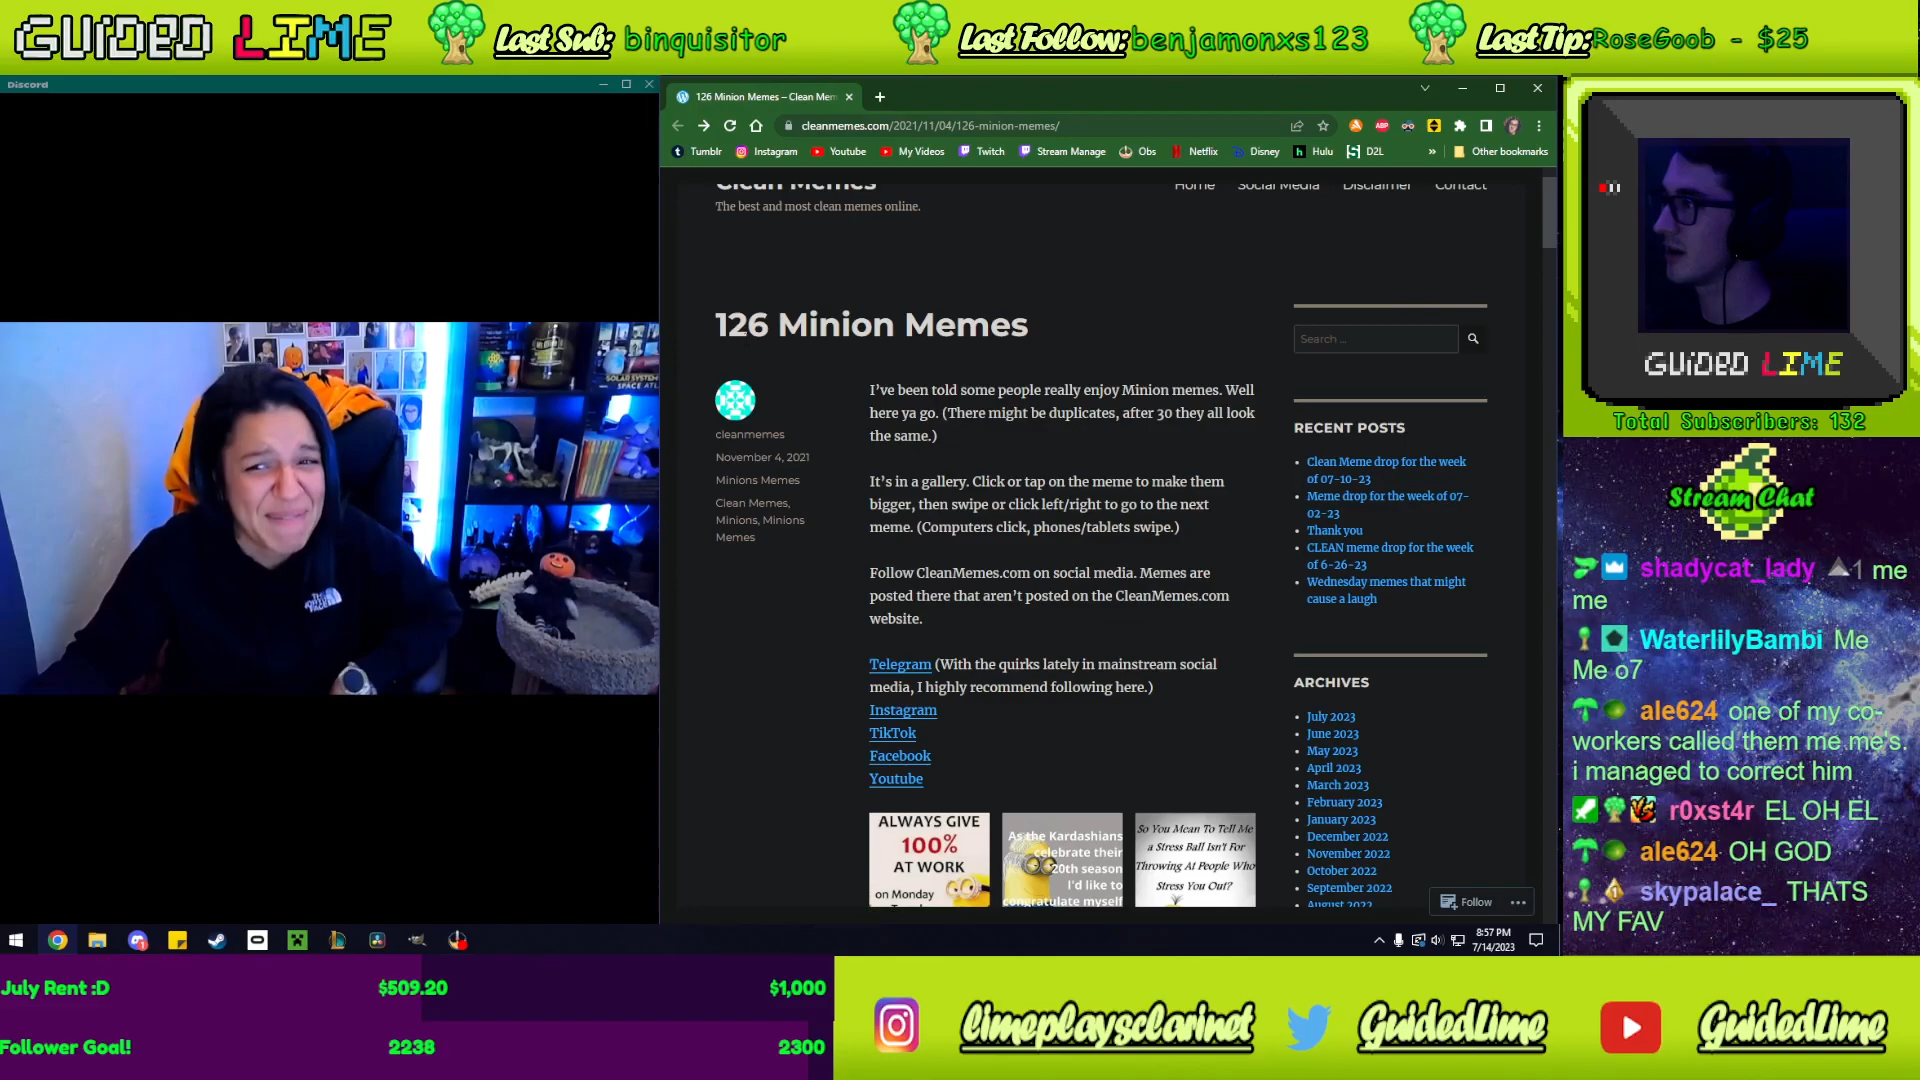 GUIDED LIME
Last Sub: binquisitor
Last Follow: benjamonxs123
Last Tip: RoseGoob - $25
Discord
126 Minion Memes – Clean Mem
cleanmemes.com/2021/11/04/126-minion-memes/
Tumblr Instagram Youtube My Videos Twitch Stream Manage Obs Netflix Disney Hulu D2L » Other bookmarks
Clean Memes
Home Social Media Disclaimer Contact
The best and most clean memes online.
126 Minion Memes
cleanmemes
November 4, 2021
Minions Memes
Clean Memes,
Minions, Minions
Memes
I've been told some people really enjoy Minion memes. Well
here ya go. (There might be duplicates, after 30 they all look
the same.)
It's in a gallery. Click or tap on the meme to make them
bigger, then swipe or click left/right to go to the next
meme. (Computers click, phones/tablets swipe.)
Follow CleanMemes.com on social media. Memes are
posted there that aren't posted on the CleanMemes.com
website.
Telegram (With the quirks lately in mainstream social
media, I highly recommend following here.)
Instagram
TikTok
Facebook
Youtube
ALWAYS GIVE
100%
AT WORK
on Monday
As the Kardashians
celebrate their
20th season
I'd like to
congratulate myself
So You Mean To Tell Me
a Stress Ball Isn't For
Throwing At People Who
Stress You Out?
Search …
RECENT POSTS
Clean Meme drop for the week
of 07-10-23
Meme drop for the week of 07-
02-23
Thank you
CLEAN meme drop for the week
of 6-26-23
Wednesday memes that might
cause a laugh
ARCHIVES
July 2023
June 2023
May 2023
April 2023
March 2023
February 2023
January 2023
December 2022
November 2022
October 2022
September 2022
August 2022
Follow
8:57 PM
7/14/2023
SOLAR SYSTEM
SPACE ATL
THE
NORTH
FACE
GUIDED LIME
Total Subscribers: 132
Stream Chat
shadycat_lady 1 me
me
WaterlilyBambi Me
Me o7
ale624 one of my co-
workers called them me me's.
i managed to correct him
r0xst4r EL OH EL
ale624 OH GOD
skypalace_ THATS
MY FAV
July Rent :D $509.20 $1,000
Follower Goal! 2238 2300
limeplaysclarinet
GuidedLime
GuidedLime